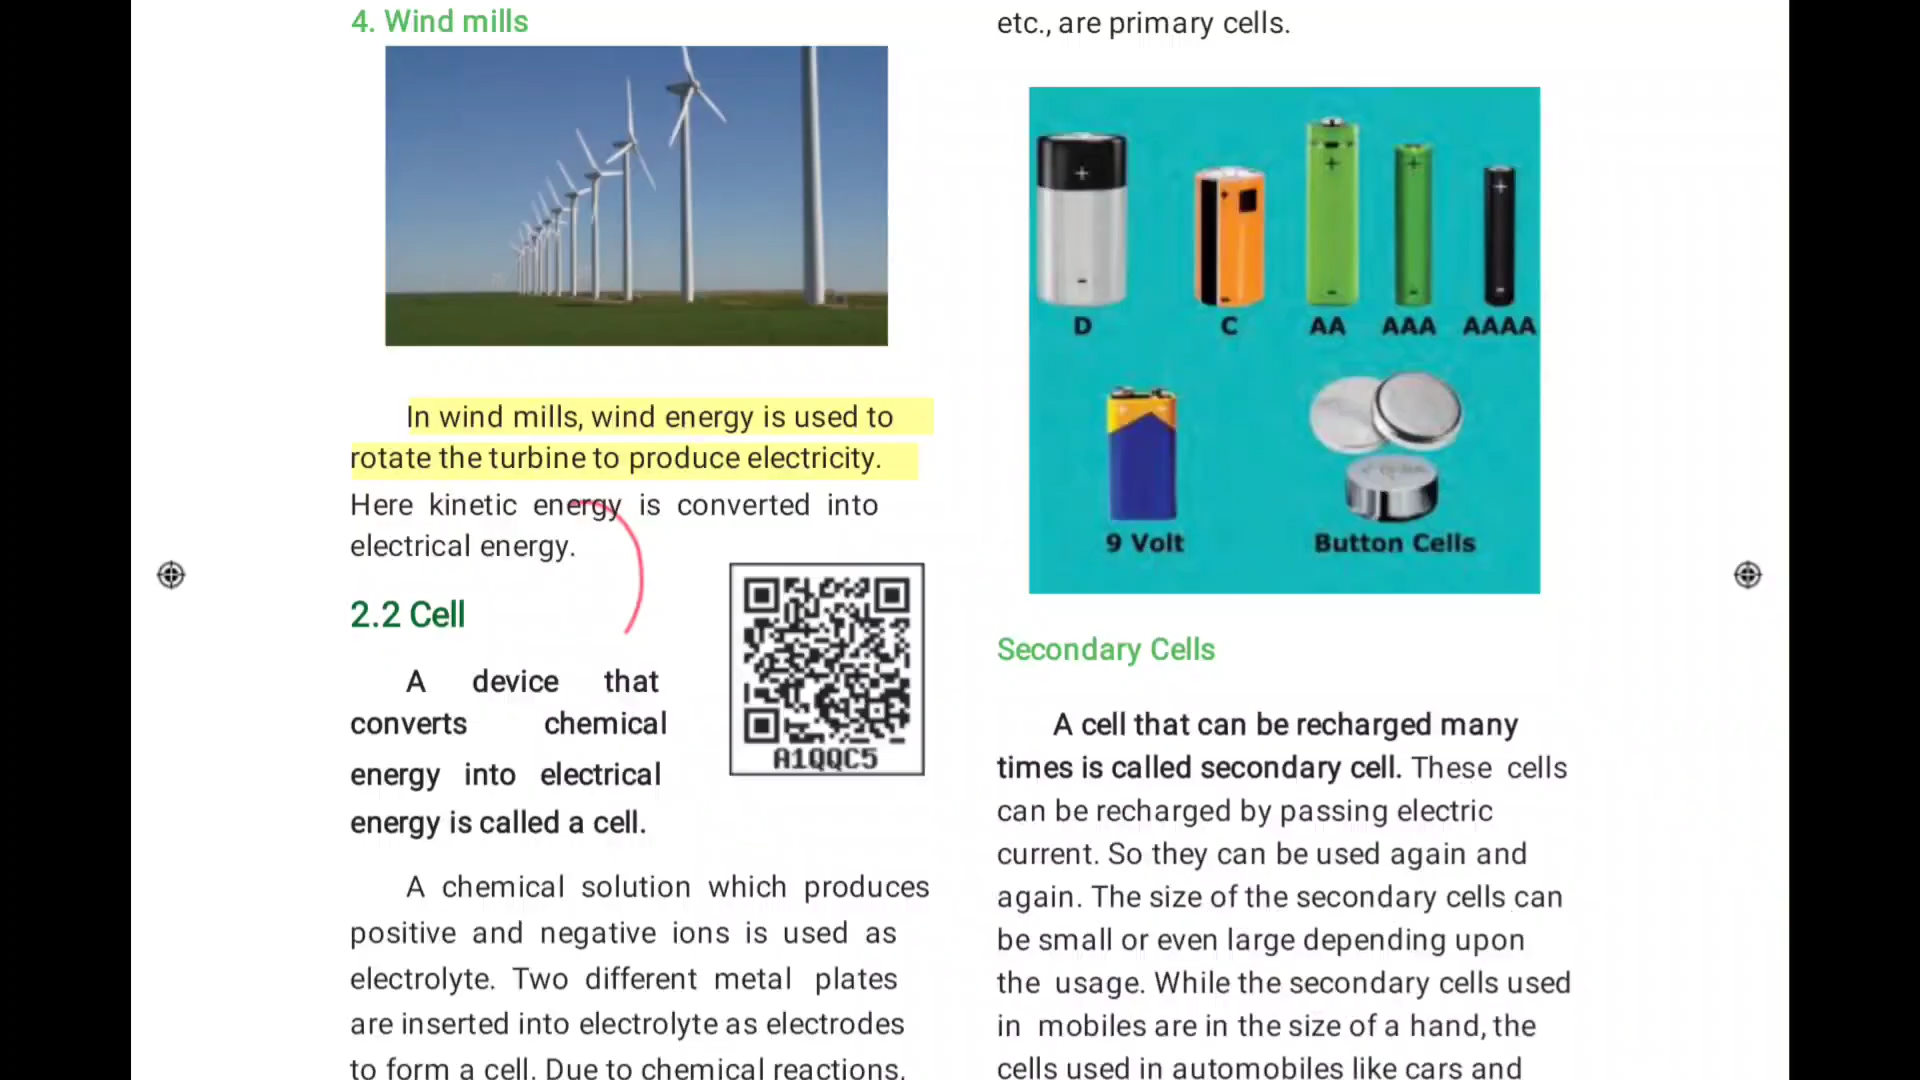 4. Wind mills
In wind mills, wind energy is used to
rotate the turbine to produce electricity.
Here kinetic energy is converted into
electrical energy.
2.2 Cell
A device that
converts chemical
energy into electrical
energy is called a cell.
A1QQC5
A chemical solution which produces
positive and negative ions is used as
electrolyte. Two different metal plates
are inserted into electrolyte as electrodes
to form a cell. Due to chemical reactions,
etc., are primary cells.
+
+
+
+
-
-
-
-
D
C
AA
AAA
AAAA
9 Volt
Button Cells
Secondary Cells
A cell that can be recharged many
times is called secondary cell. These cells
can be recharged by passing electric
current. So they can be used again and
again. The size of the secondary cells can
be small or even large depending upon
the usage. While the secondary cells used
in mobiles are in the size of a hand, the
cells used in automobiles like cars and